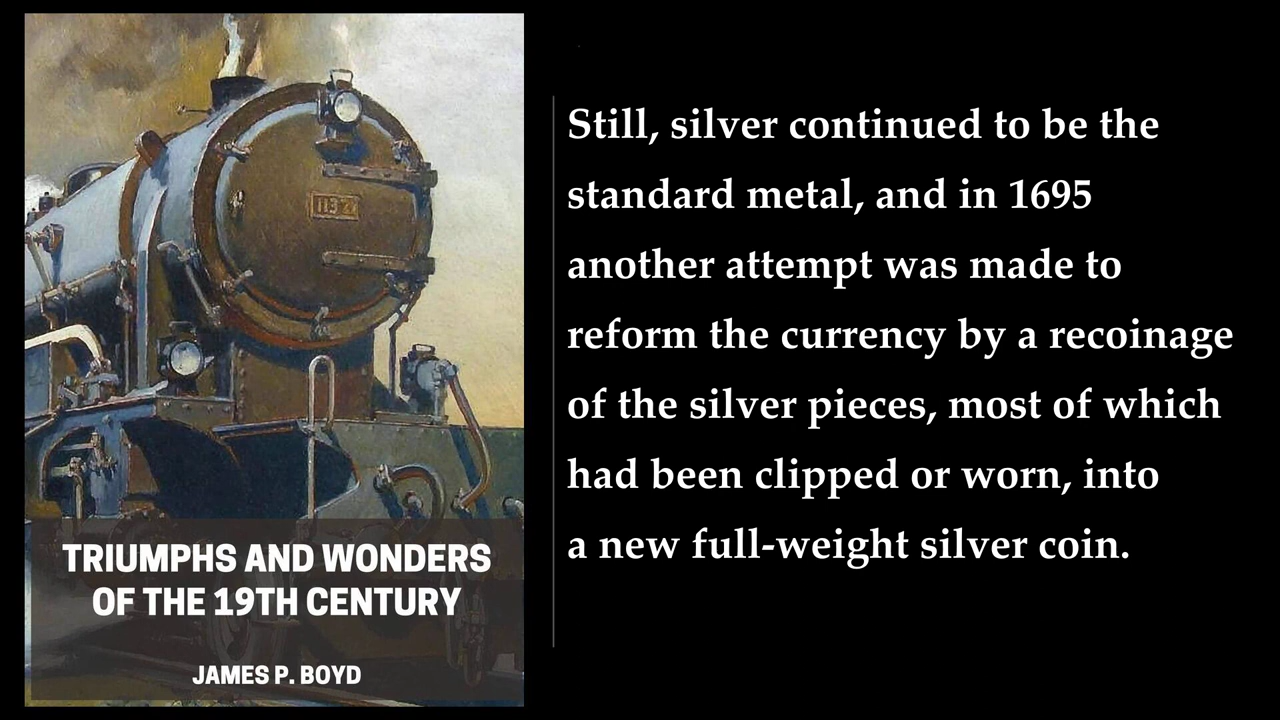 TRIUMPHS AND WONDERS
OF THE 19TH CENTURY
JAMES P. BOYD
Still, silver continued to be the
standard metal, and in 1695
another attempt was made to
reform the currency by a recoinage
of the silver pieces, most of which
had been clipped or worn, into
a new full-weight silver coin.